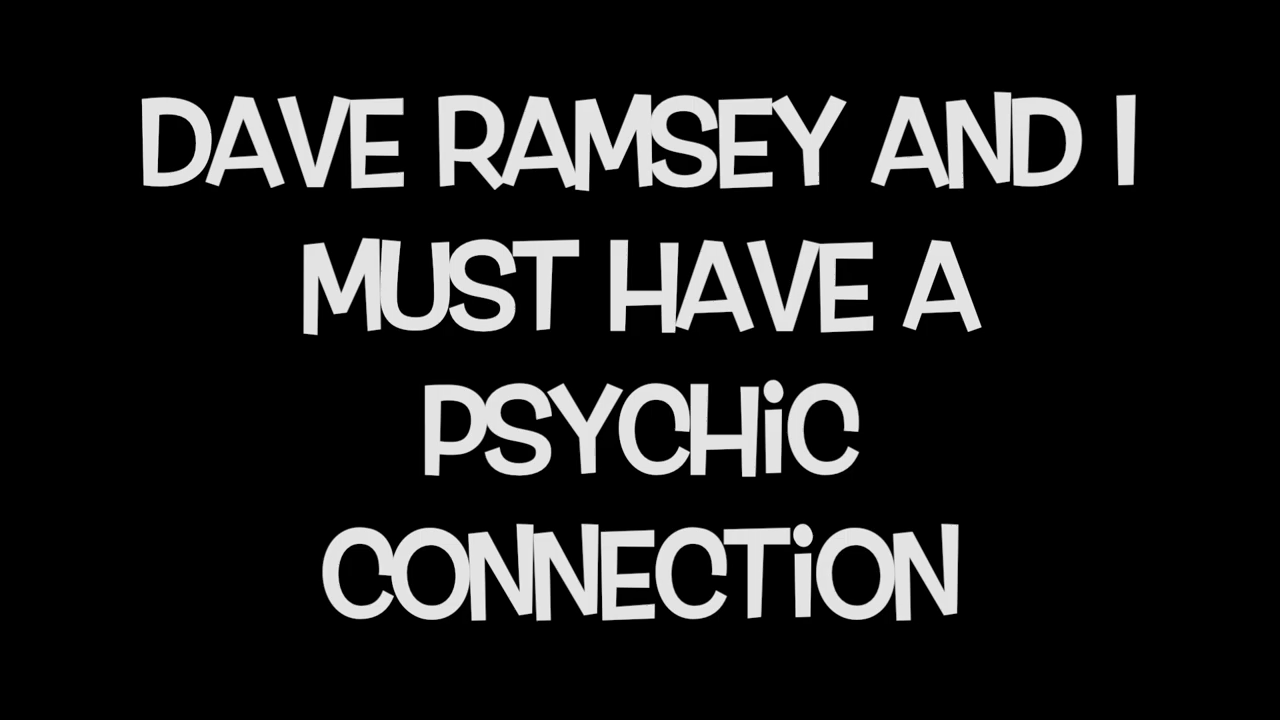 DAVE RAMSEY AND I
MUST HAVE A
PSYCHiC
CONNECTiON